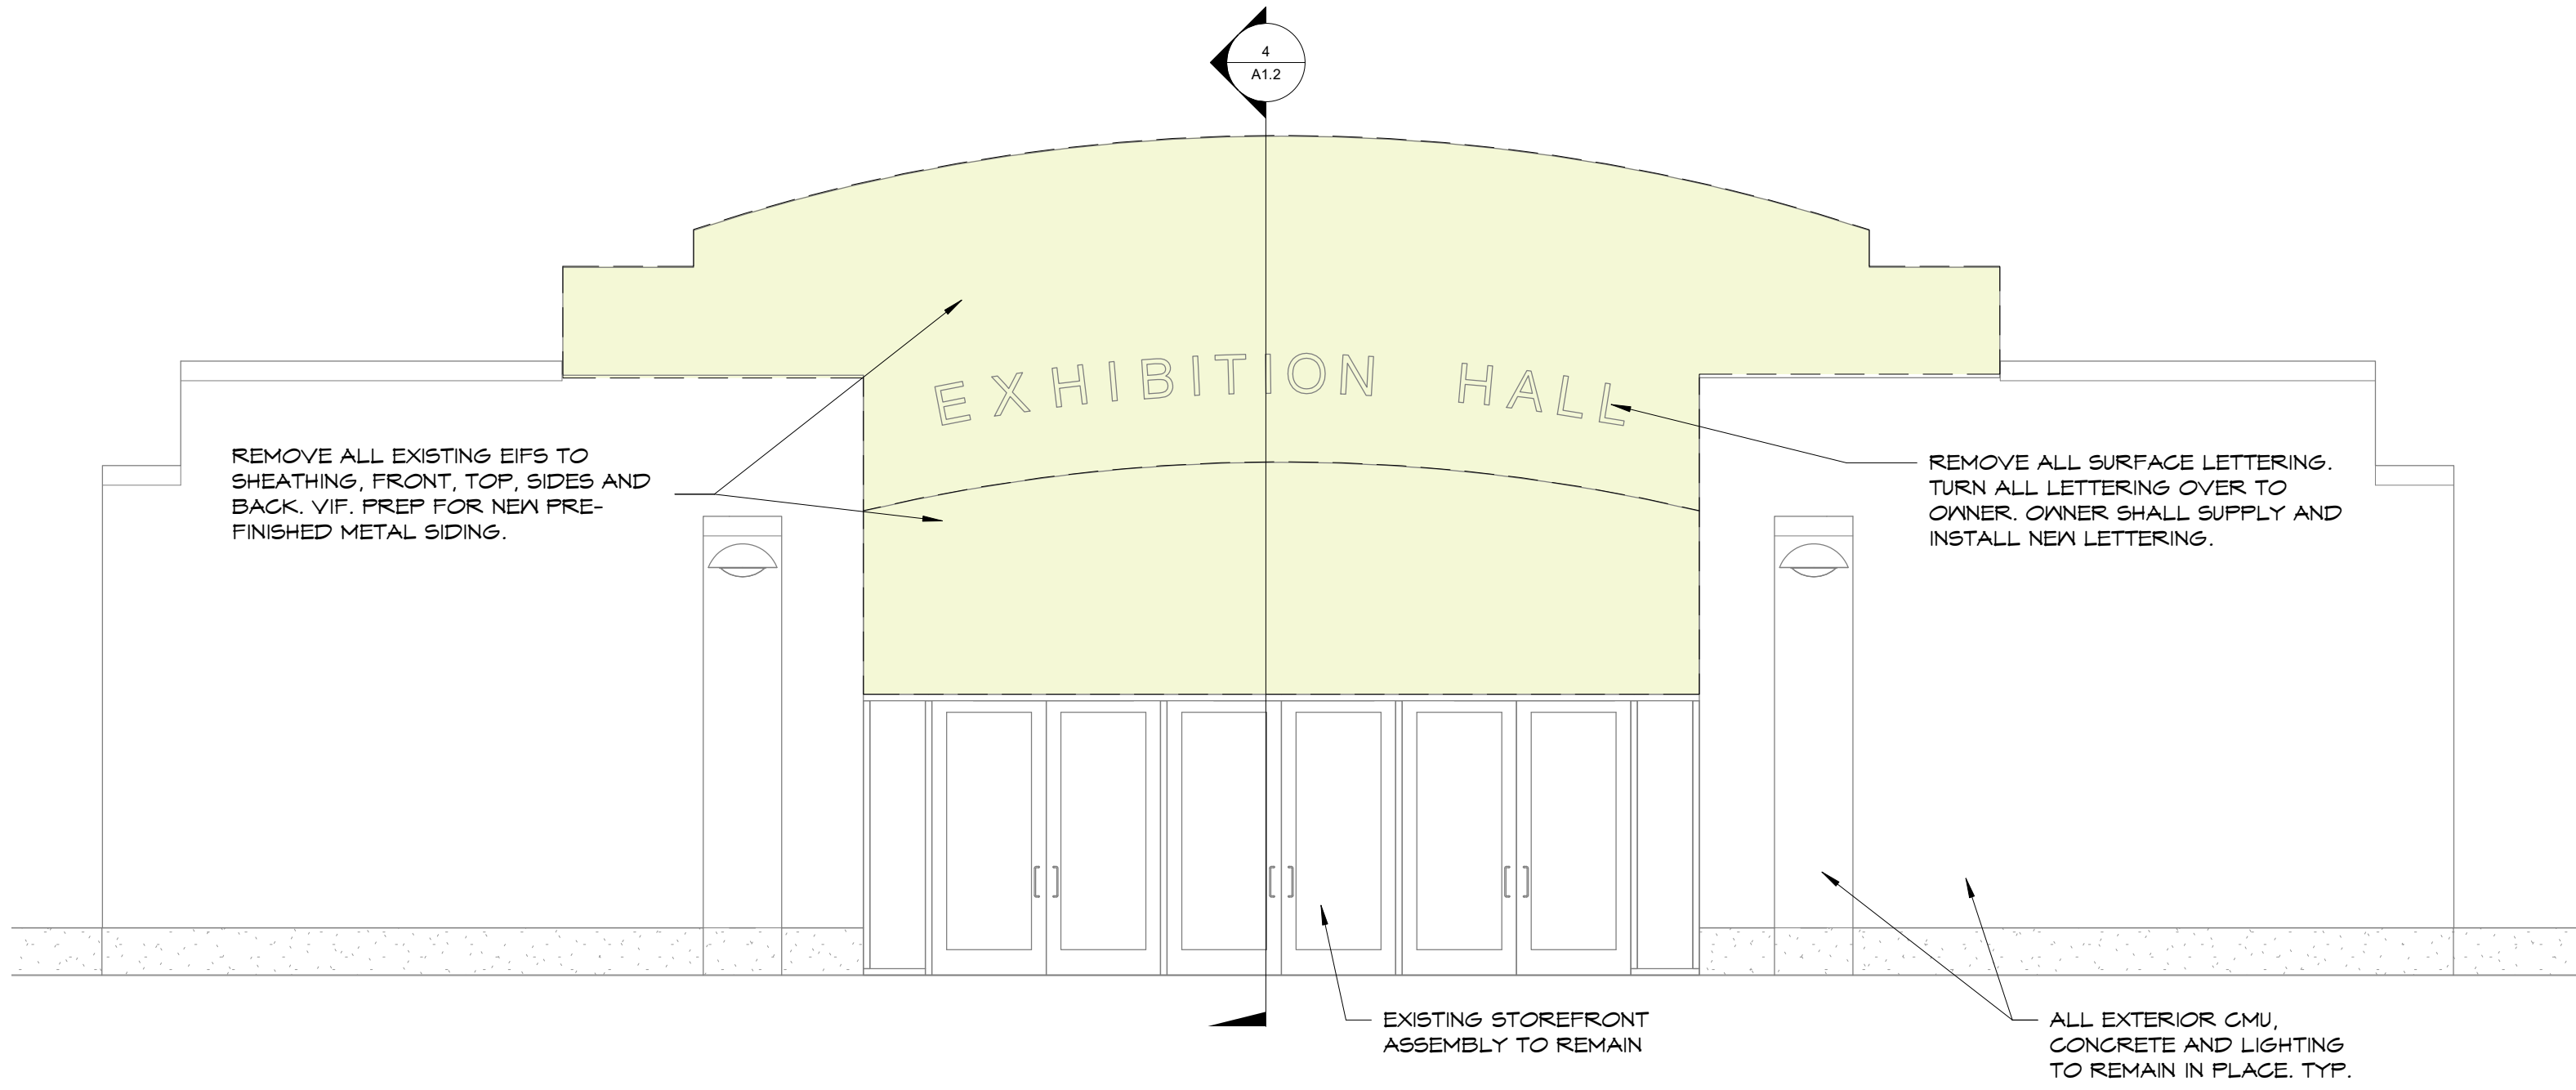 4
A1.2
EXHIBITION HALL
REMOVE ALL EXISTING EIFS TO
SHEATHING, FRONT, TOP, SIDES AND
BACK. VIF. PREP FOR NEW PRE-
FINISHED METAL SIDING.
REMOVE ALL SURFACE LETTERING.
TURN ALL LETTERING OVER TO
OWNER. OWNER SHALL SUPPLY AND
INSTALL NEW LETTERING.
EXISTING STOREFRONT
ASSEMBLY TO REMAIN
ALL EXTERIOR CMU,
CONCRETE AND LIGHTING
TO REMAIN IN PLACE. TYP.